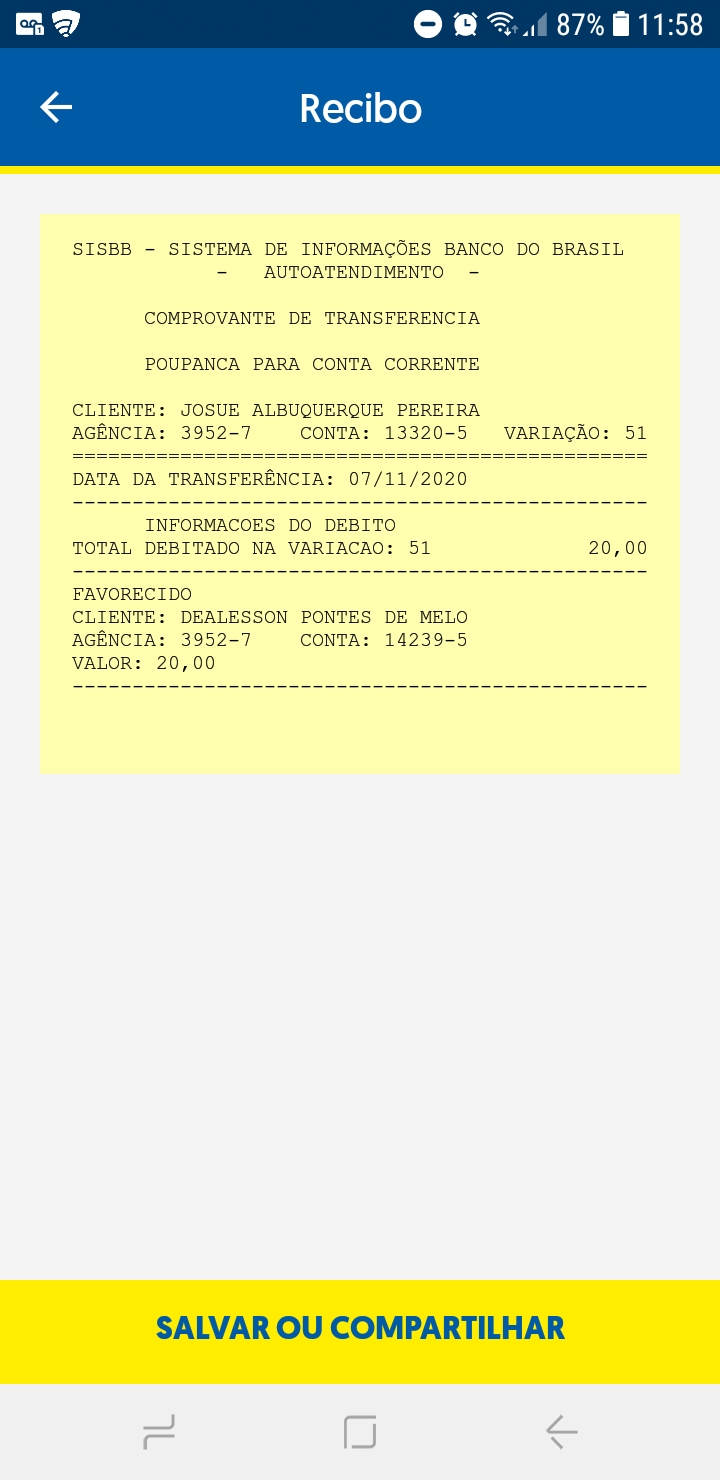 87% 11:58
Recibo
SISBB - SISTEMA DE INFORMAÇÕES BANCO DO BRASIL
- AUTOATENDIMENTO -
COMPROVANTE DE TRANSFERENCIA
POUPANCA PARA CONTA CORRENTE
CLIENTE: JOSUE ALBUQUERQUE PEREIRA
AGÊNCIA: 3952-7 CONTA: 13320-5 VARIAÇÃO: 51
================================================
DATA DA TRANSFERÊNCIA: 07/11/2020
------------------------------------------------
INFORMACOES DO DEBITO
TOTAL DEBITADO NA VARIACAO: 51 20,00
------------------------------------------------
FAVORECIDO
CLIENTE: DEALESSON PONTES DE MELO
AGÊNCIA: 3952-7 CONTA: 14239-5
VALOR: 20,00
------------------------------------------------
SALVAR OU COMPARTILHAR